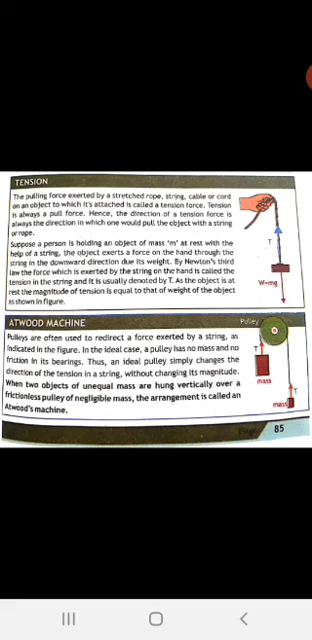 TENSION
The pulling force exerted by a stretched rope, string, cable or cord
on an object to which it's attached is called a tension force. Tension
is always a pull force. Hence, the direction of a tension force is
always the direction in which one would pull the object with a string
or rope.
Suppose a person is holding an object of mass 'm' at rest with the
help of a string, the object exerts a force on the hand through the
string in the downward direction due its weight. By Newton's third
law the force which is exerted by the string on the hand is called the
tension in the string and it is usually denoted by T. As the object is at
rest the magnitude of tension is equal to that of weight of the object
as shown in figure.
T
W=mg
ATWOOD MACHINE
Pulley
Pulleys are often used to redirect a force exerted by a string, as
indicated in the figure. In the ideal case, a pulley has no mass and no
friction in its bearings. Thus, an ideal pulley simply changes the
direction of the tension in a string, without changing its magnitude.
When two objects of unequal mass are hung vertically over a
frictionless pulley of negligible mass, the arrangement is called an
Atwood's machine.
T
mass
T
mass
Page
85